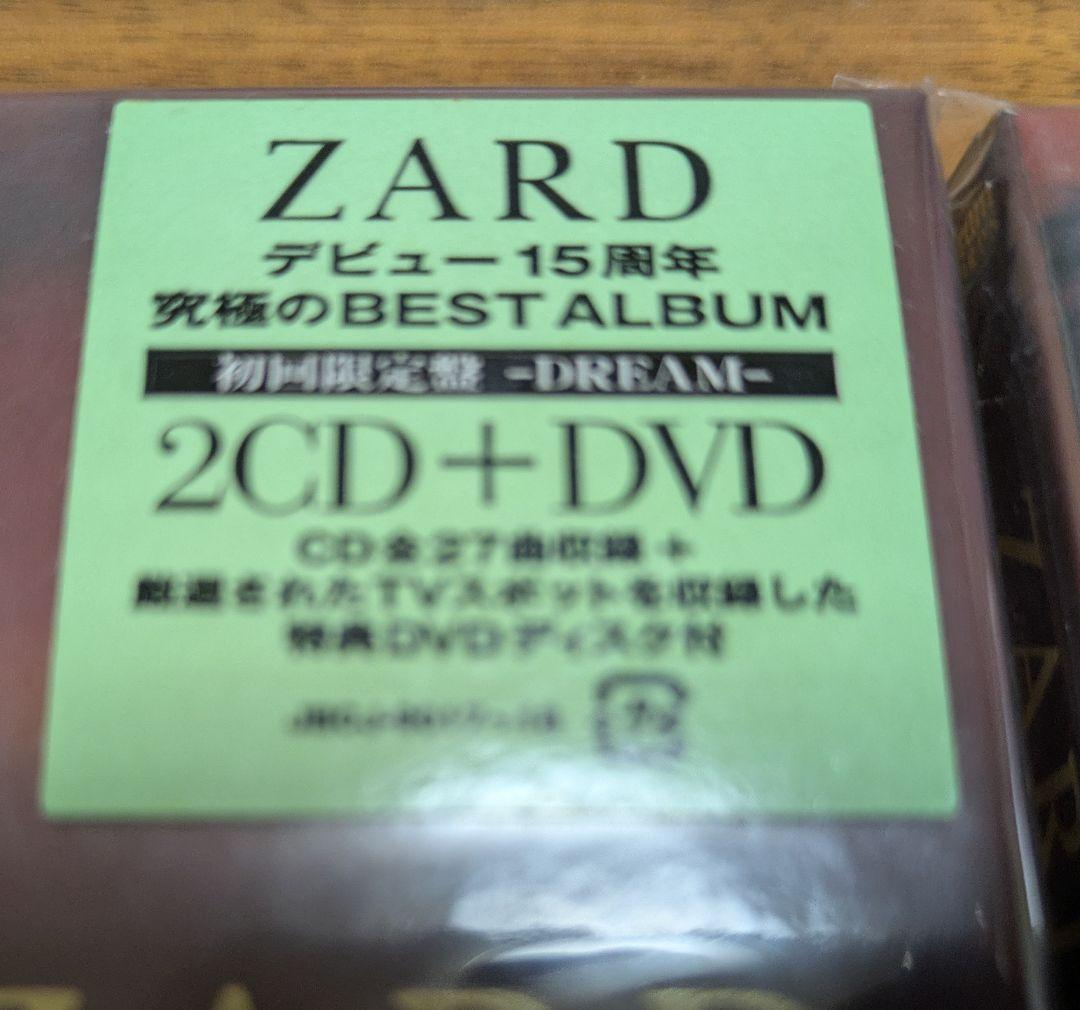 ZARD
デビュー15周年
究極のBEST ALBUM
初回限定盤 -DREAM-
2CD+DVD
CD全27曲収録+
厳選されたTVスポットを収録した
特典DVDディスク付